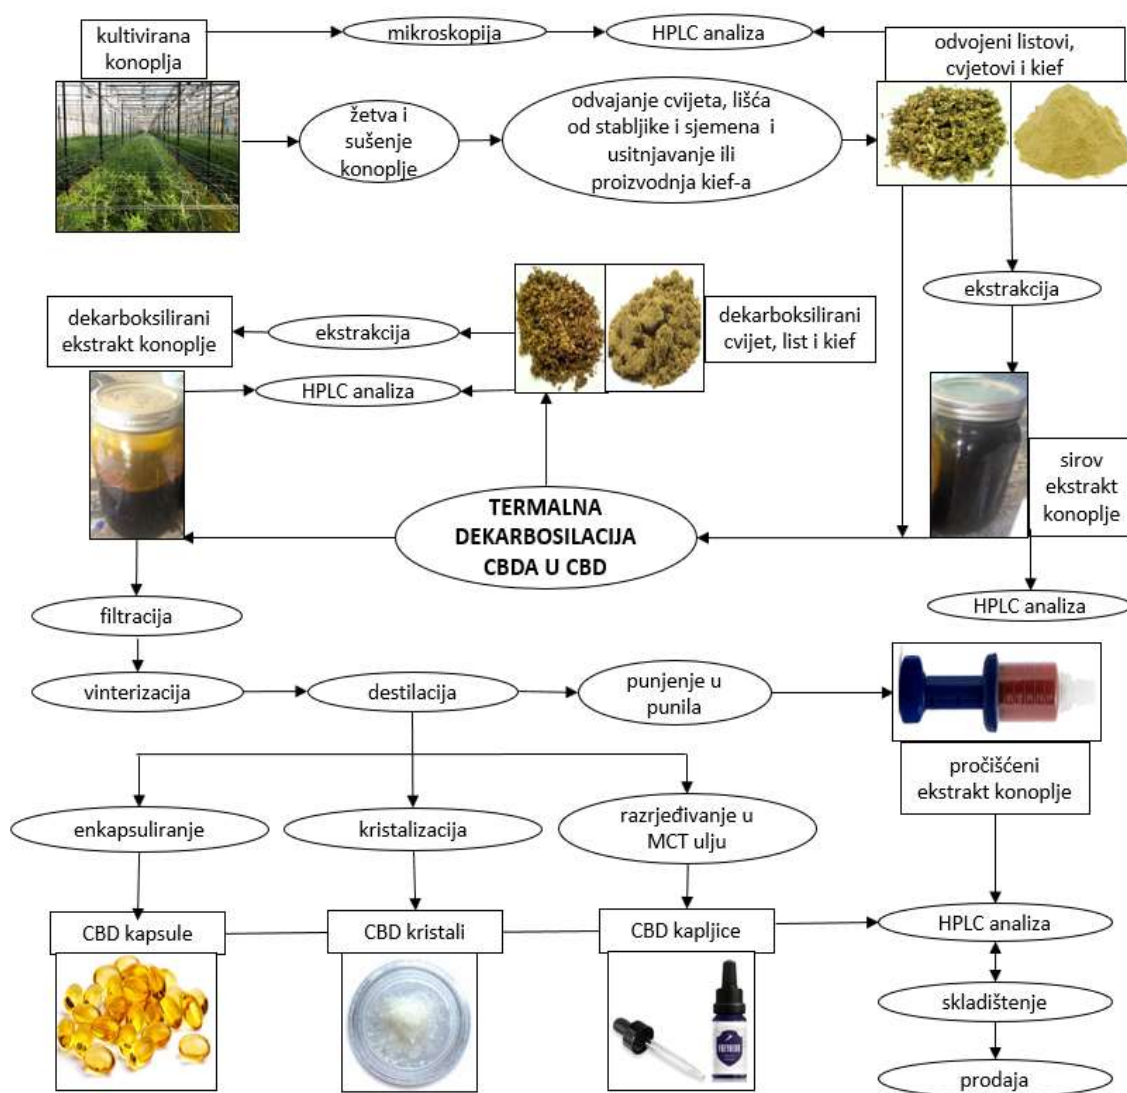 kultivirana
konoplja
mikroskopija
HPLC analiza
odvojeni listovi,
cvjetovi i kief
žetva i
sušenje
konoplje
odvajanje cvijeta, lišća
od stabljike i sjemena i
usitnjavanje ili
proizvodnja kief-a
ekstrakcija
dekarboksilirani
ekstrakt konoplje
ekstrakcija
dekarboksilirani
cvijet, list i kief
HPLC analiza
sirov
ekstrakt
konoplje
TERMALNA
DEKARBOSILACIJA
CBDA U CBD
HPLC analiza
filtracija
vinterizacija
destilacija
punjenje u
punila
pročišćeni
ekstrakt konoplje
enkapsuliranje
kristalizacija
razrjeđivanje u
MCT ulju
CBD kapsule
CBD kristali
CBD kapljice
HPLC analiza
skladištenje
prodaja